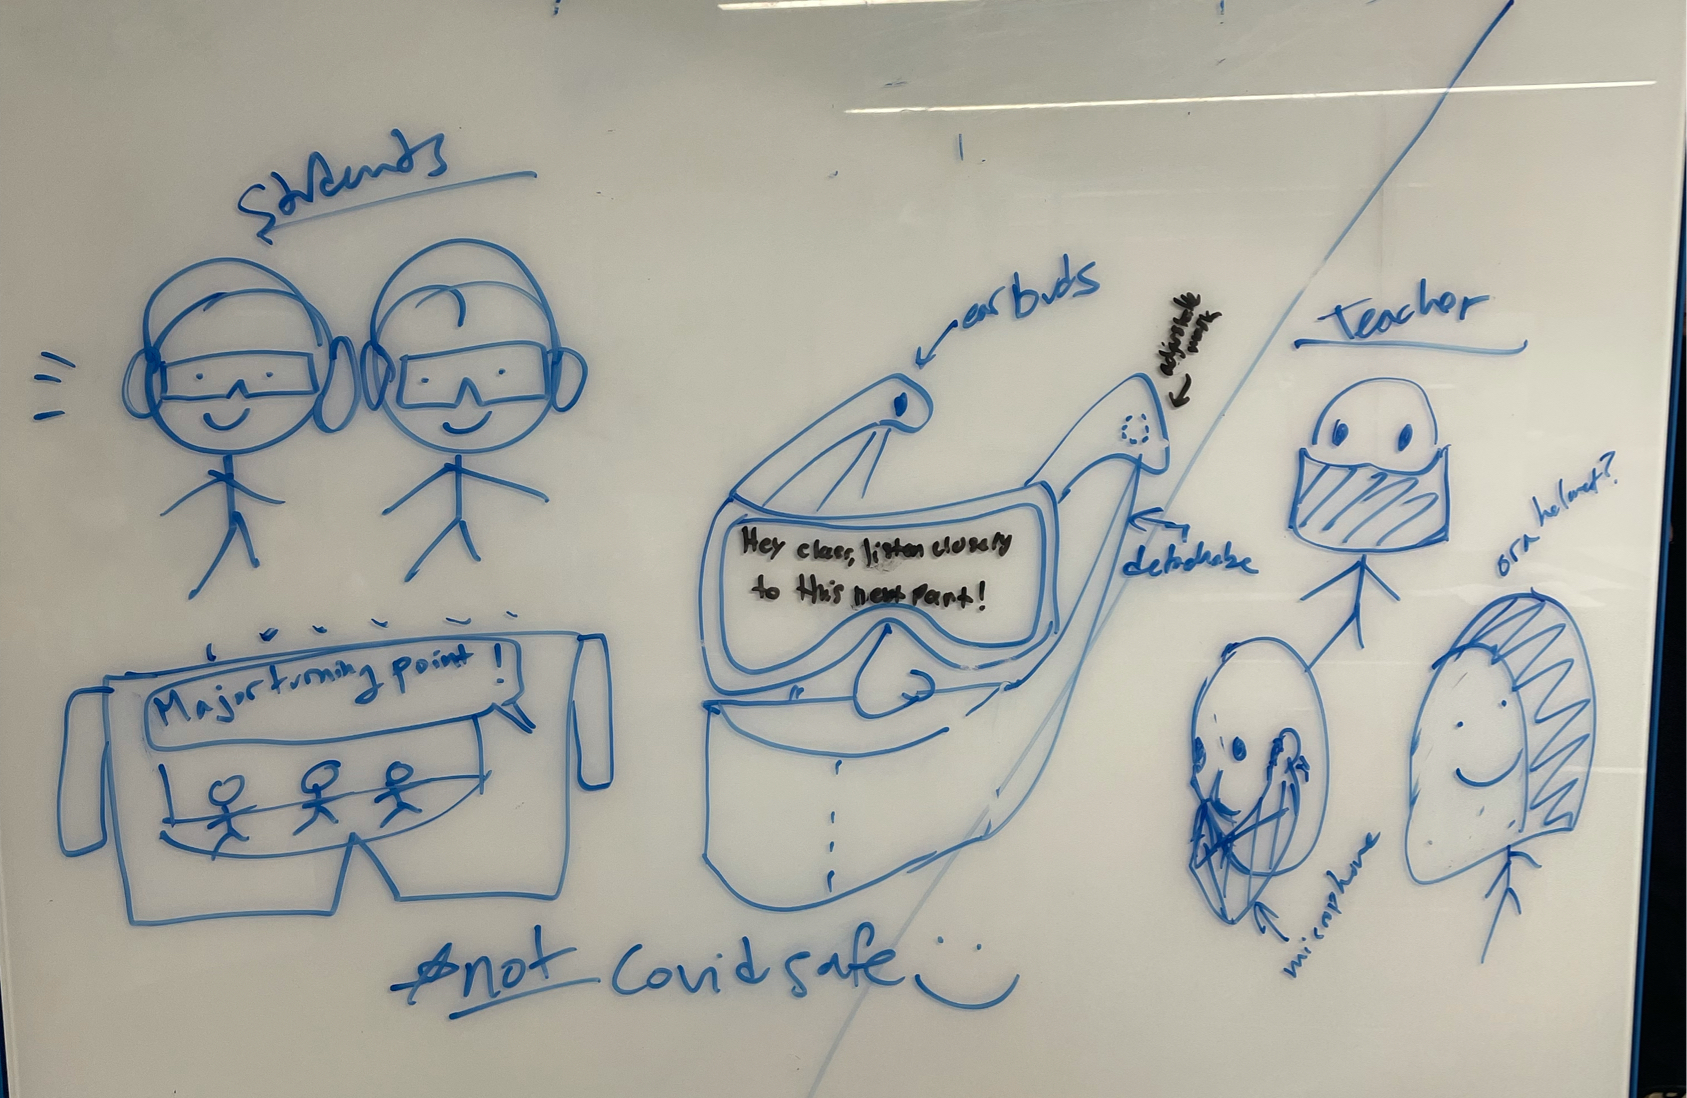 Students
earbuds
adjustable
mask
Teacher
Hey class, listen closely
to this next part!
detachable
or a helmet?
Major turning point!
microphone
*not Covid safe